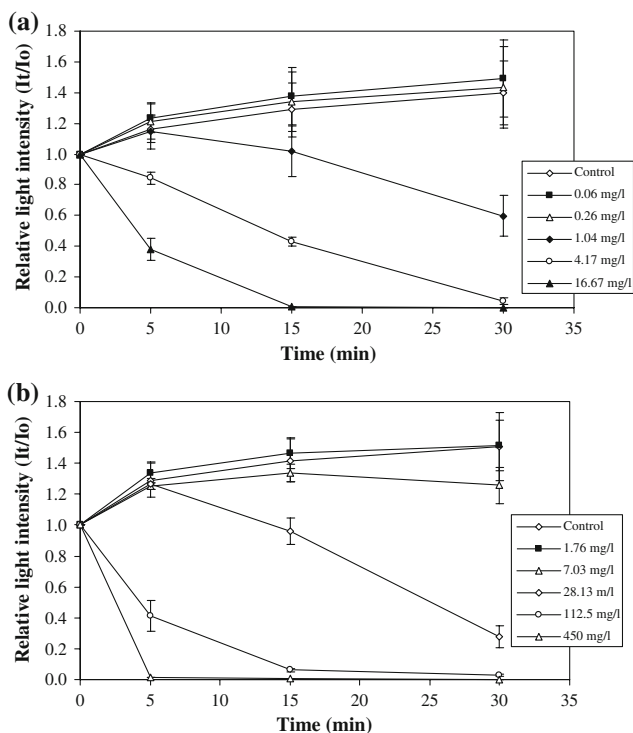 (a)
Relative light intensity (It/Io)
1.8
1.6
1.4
1.2
1.0
0.8
0.6
0.4
0.2
0.0
0 5 10 15 20 25 30 35
Time (min)
Control
0.06 mg/l
0.26 mg/l
1.04 mg/l
4.17 mg/l
16.67 mg/l
(b)
Relative light intensity (It/Io)
1.8
1.6
1.4
1.2
1.0
0.8
0.6
0.4
0.2
0.0
0 5 10 15 20 25 30 35
Time (min)
Control
1.76 mg/l
7.03 mg/l
28.13 m/l
112.5 mg/l
450 mg/l